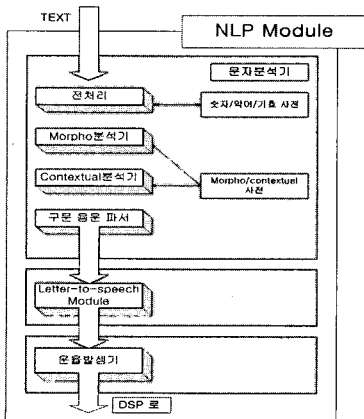 TEXT
NLP Module
문자분석기
전처리
숫자/약어/기호 사전
Morpho분석기
Contextual분석기
Morpho/contextual
사전
구문 운문 파서
Letter-to-speech
Module
운율발생기
DSP 로